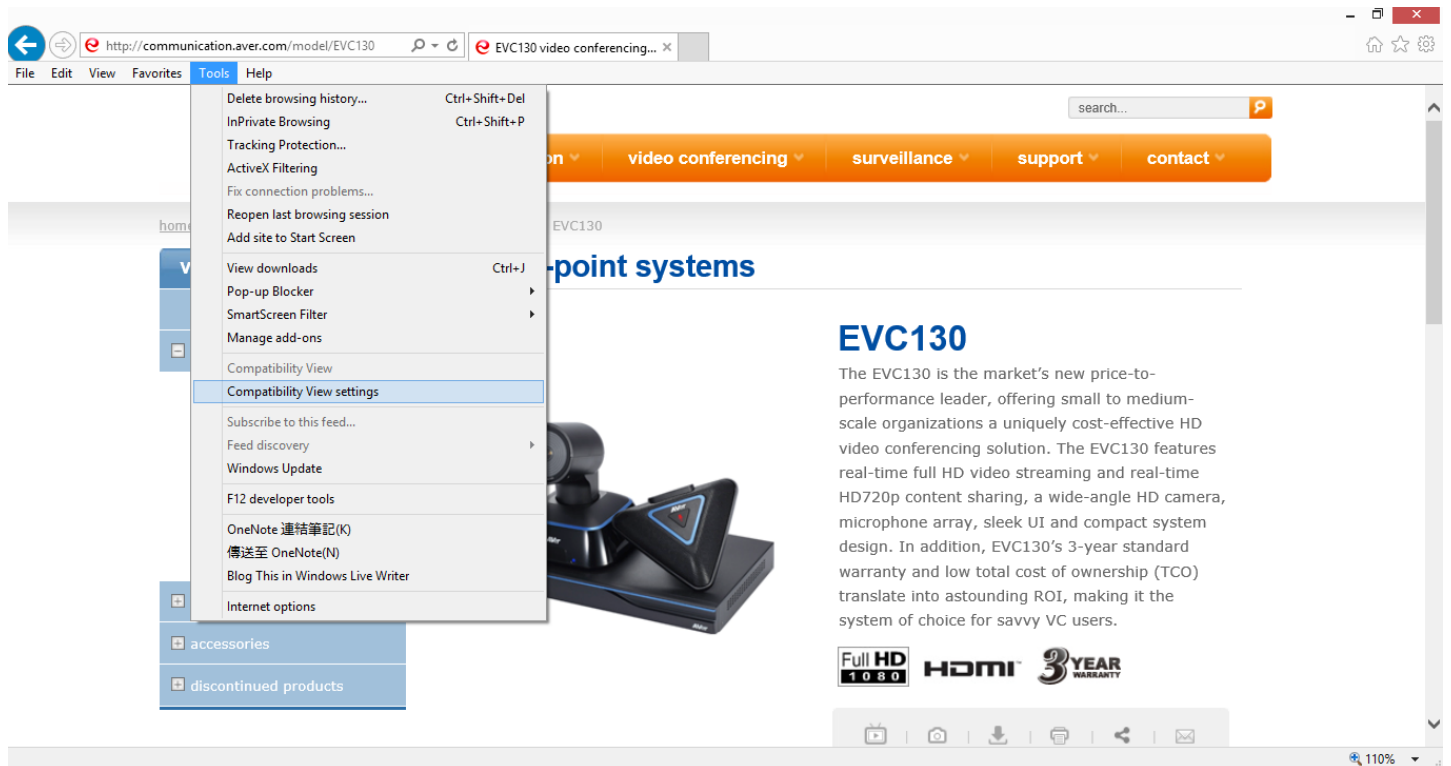 http://communication.aver.com/model/EVC130
EVC130 video conferencing...
File Edit View Favorites Tools Help
Delete browsing history... Ctrl+Shift+Del
InPrivate Browsing Ctrl+Shift+P
Tracking Protection...
ActiveX Filtering
Fix connection problems...
Reopen last browsing session
Add site to Start Screen
View downloads Ctrl+J
Pop-up Blocker
SmartScreen Filter
Manage add-ons
Compatibility View
Compatibility View settings
Subscribe to this feed...
Feed discovery
Windows Update
F12 developer tools
OneNote 連結筆記(K)
傳送至 OneNote(N)
Blog This in Windows Live Writer
Internet options
search...
on video conferencing surveillance support contact
home
EVC130
v
-point systems
accessories
discontinued products
EVC130
The EVC130 is the market's new price-to-
performance leader, offering small to medium-
scale organizations a uniquely cost-effective HD
video conferencing solution. The EVC130 features
real-time full HD video streaming and real-time
HD720p content sharing, a wide-angle HD camera,
microphone array, sleek UI and compact system
design. In addition, EVC130's 3-year standard
warranty and low total cost of ownership (TCO)
translate into astounding ROI, making it the
system of choice for savvy VC users.
Full HD
1080
HDMI
3 YEAR
WARRANTY
110%